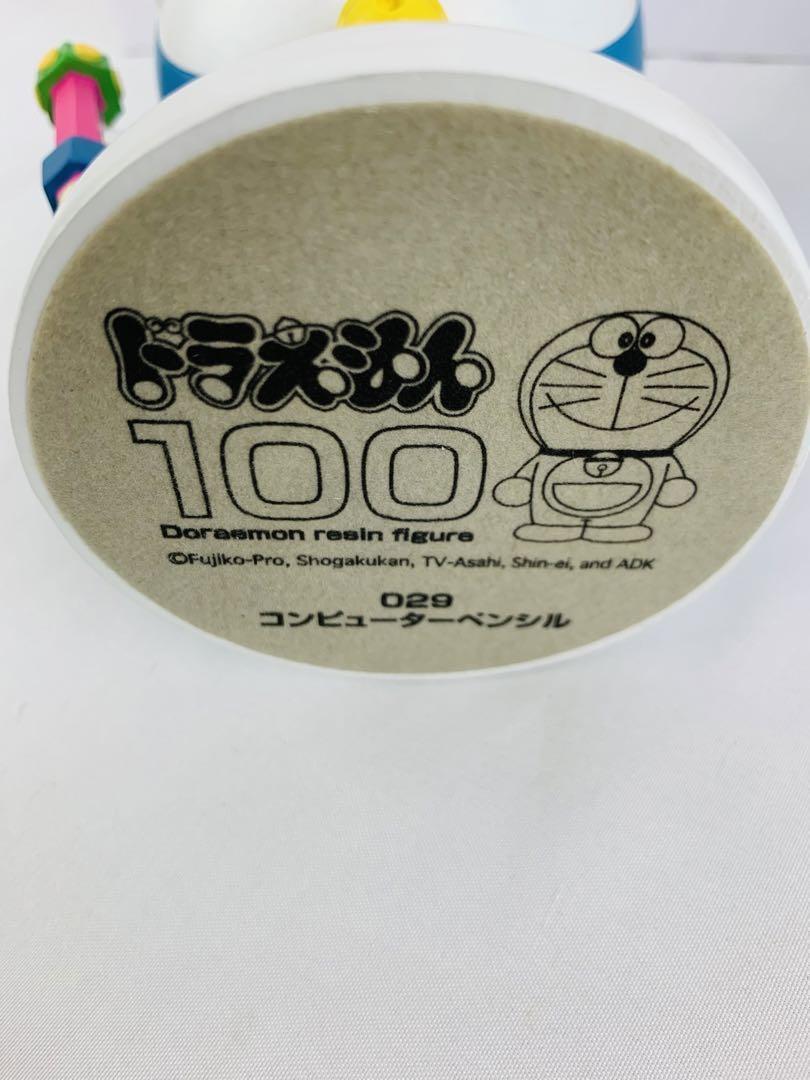 ドラえもん
100
Doraemon resin figure
©Fujiko-Pro, Shogakukan, TV-Asahi, Shin-ei, and ADK
029
コンピューターペンシル